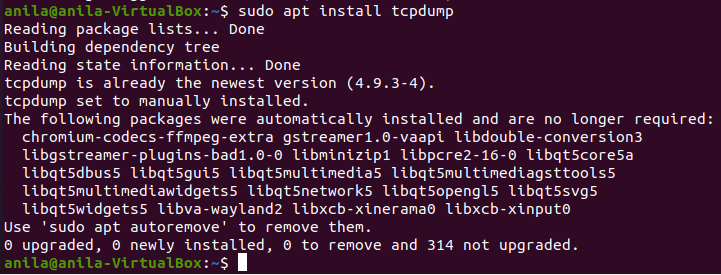 anila@anila-VirtualBox:~$ sudo apt install tcpdump
Reading package lists... Done
Building dependency tree
Reading state information... Done
tcpdump is already the newest version (4.9.3-4).
tcpdump set to manually installed.
The following packages were automatically installed and are no longer required:
  chromium-codecs-ffmpeg-extra gstreamer1.0-vaapi libdouble-conversion3
  libgstreamer-plugins-bad1.0-0 libminizip1 libpcre2-16-0 libqt5core5a
  libqt5dbus5 libqt5gui5 libqt5multimedia5 libqt5multimediagsttools5
  libqt5multimediawidgets5 libqt5network5 libqt5opengl5 libqt5svg5
  libqt5widgets5 libva-wayland2 libxcb-xinerama0 libxcb-xinput0
Use 'sudo apt autoremove' to remove them.
0 upgraded, 0 newly installed, 0 to remove and 314 not upgraded.
anila@anila-VirtualBox:~$